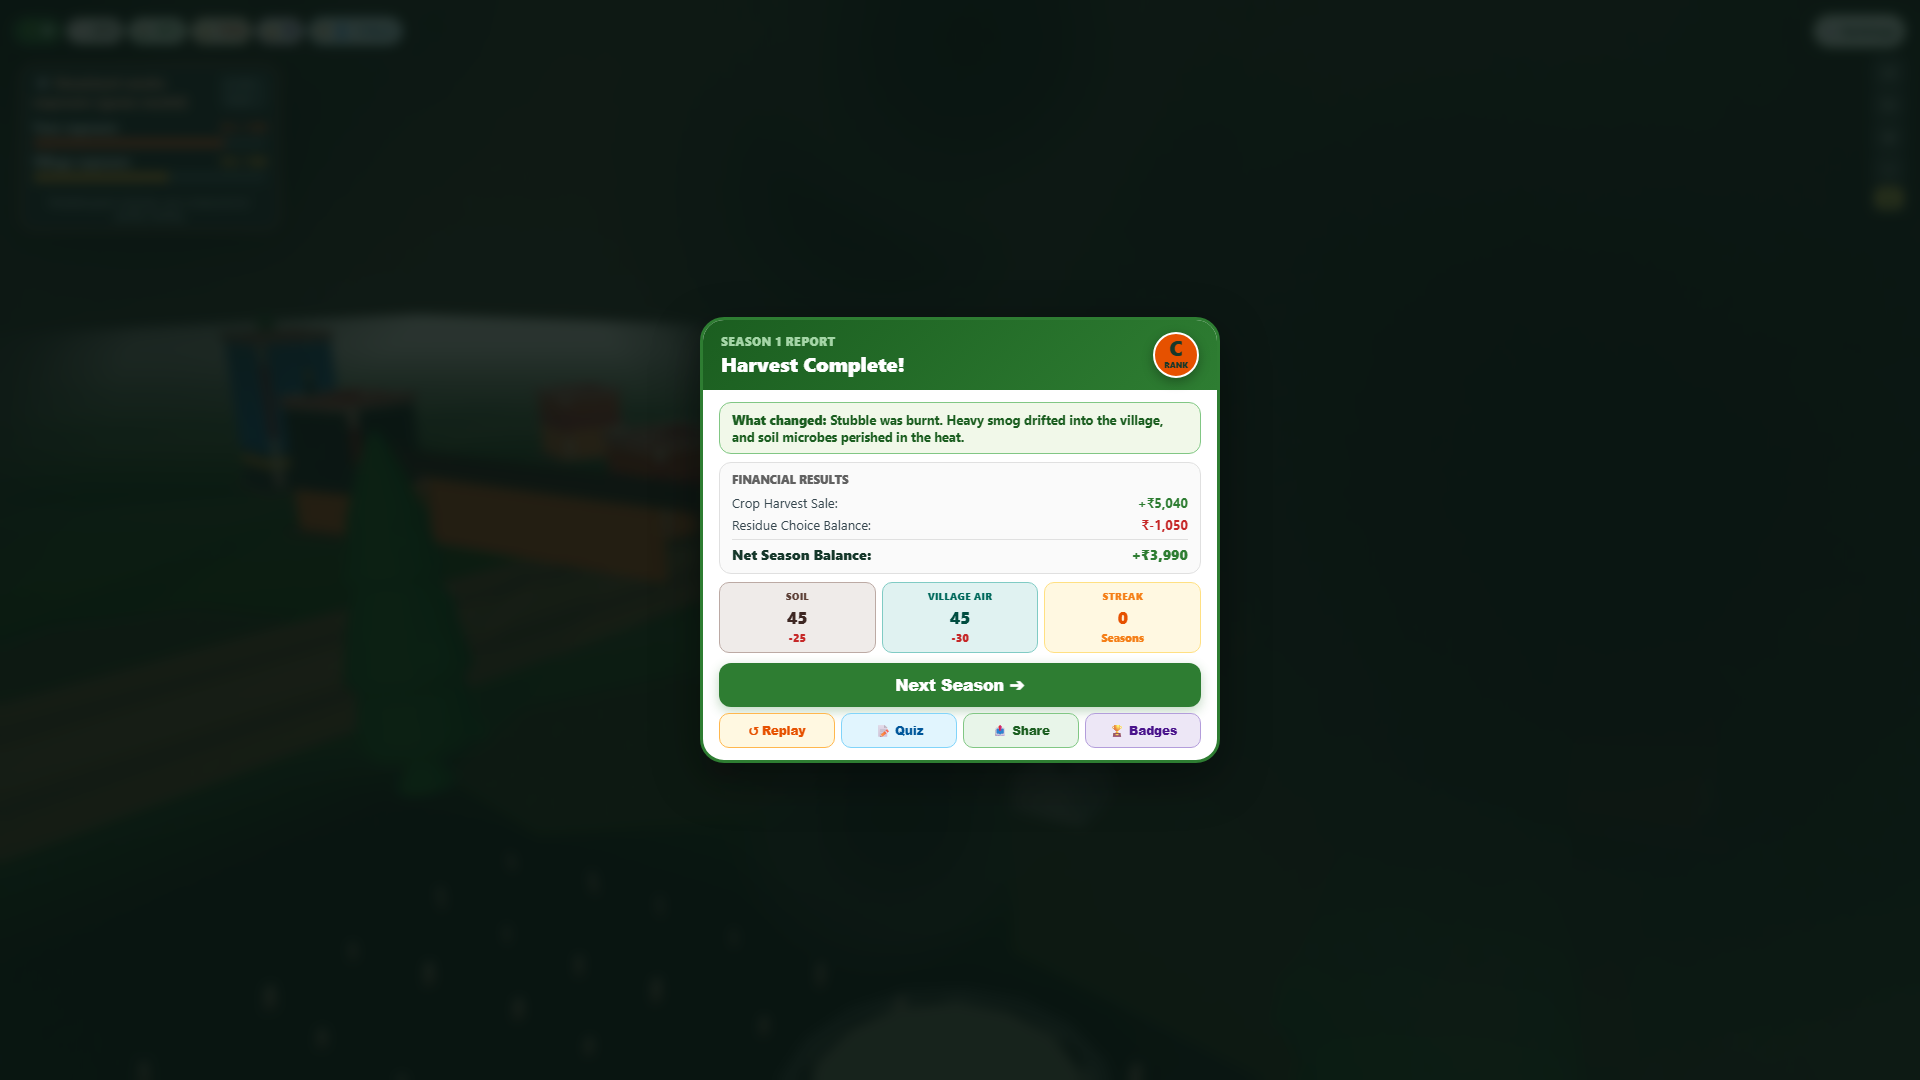 SEASON 1 REPORT
Harvest Complete!
C
RANK
What changed: Stubble was burnt. Heavy smog drifted into the village,
and soil microbes perished in the heat.
FINANCIAL RESULTS
Crop Harvest Sale: +₹5,040
Residue Choice Balance: ₹-1,050
Net Season Balance: +₹3,990
SOIL
45
-25
VILLAGE AIR
45
-30
STREAK
0
Seasons
Next Season ➔
↺ Replay
Quiz
Share
Badges